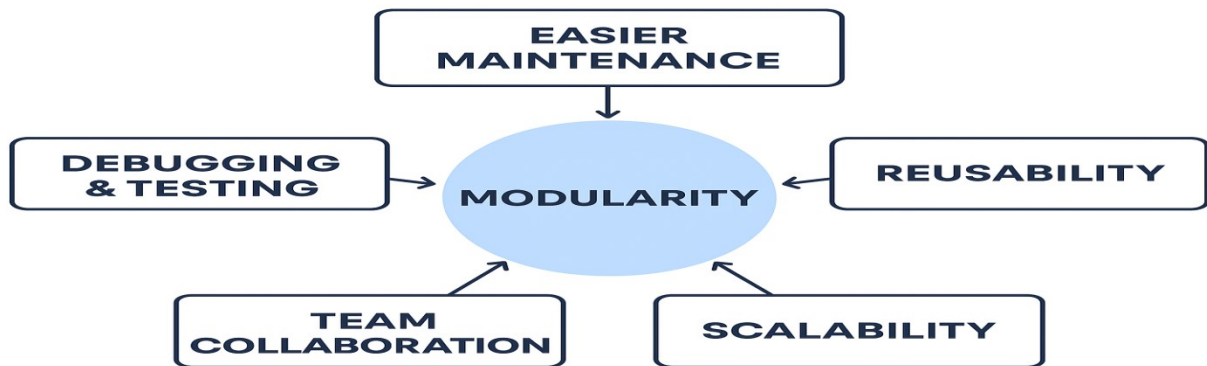 EASIER
MAINTENANCE
DEBUGGING
& TESTING
REUSABILITY
MODULARITY
TEAM
COLLABORATION
SCALABILITY